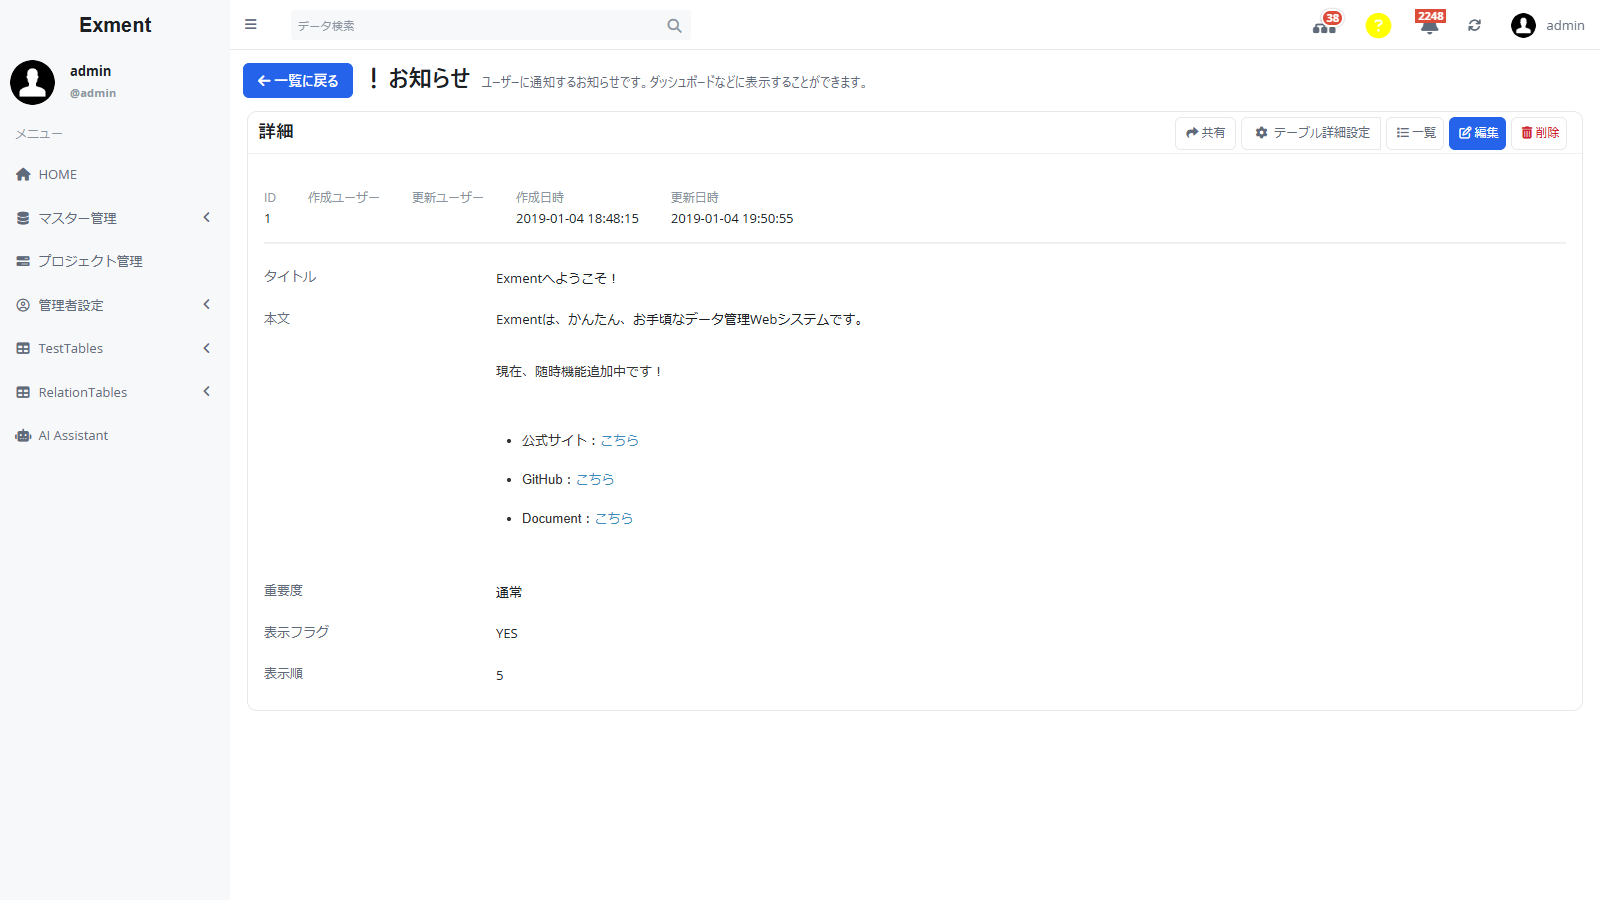 Exment
データ検索
38
?
2248
admin
admin
@admin
メニュー
HOME
マスター管理
プロジェクト管理
管理者設定
TestTables
RelationTables
AI Assistant
一覧に戻る
! お知らせ ユーザーに通知するお知らせです。ダッシュボードなどに表示することができます。
詳細
共有
テーブル詳細設定
一覧
編集
削除
ID 作成ユーザー 更新ユーザー 作成日時 更新日時
1 2019-01-04 18:48:15 2019-01-04 19:50:55
タイトル Exmentへようこそ！
本文 Exmentは、かんたん、お手頃なデータ管理Webシステムです。
現在、随時機能追加中です！
• 公式サイト：こちら
• GitHub：こちら
• Document：こちら
重要度 通常
表示フラグ YES
表示順 5